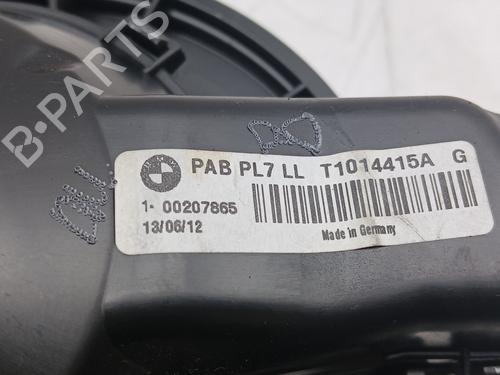 B-PARTS
PAB PL7 LL T1014415A G
1- 00207865
13/06/12
Made in Germany